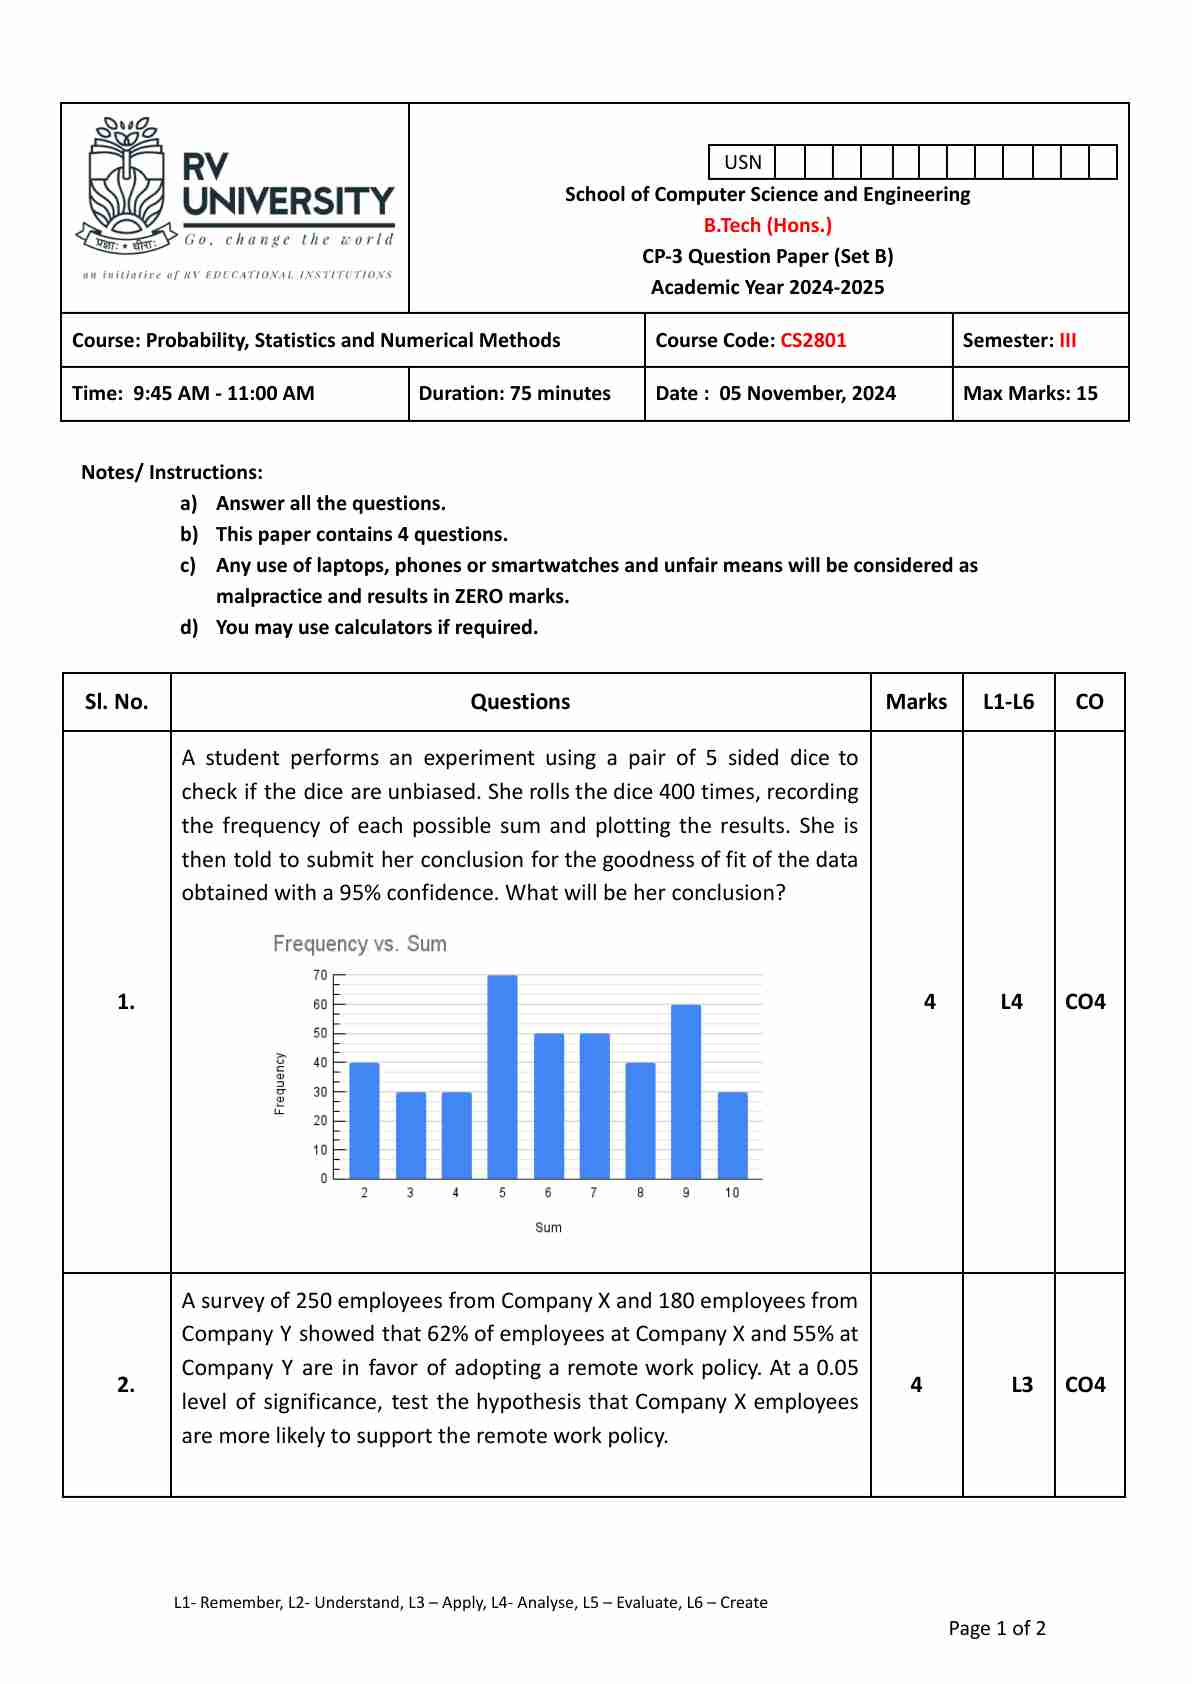 RV
UNIVERSITY
Go, change the world
an initiative of RV EDUCATIONAL INSTITUTIONS
प्रज्ञाः * धीराः
USN
School of Computer Science and Engineering
B.Tech (Hons.)
CP-3 Question Paper (Set B)
Academic Year 2024-2025
Course: Probability, Statistics and Numerical Methods
Course Code: CS2801
Semester: III
Time:  9:45 AM - 11:00 AM
Duration: 75 minutes
Date :  05 November, 2024
Max Marks: 15
Notes/ Instructions:
a) Answer all the questions.
b) This paper contains 4 questions.
c) Any use of laptops, phones or smartwatches and unfair means will be considered as
malpractice and results in ZERO marks.
d) You may use calculators if required.
Sl. No.
Questions
Marks
L1-L6
CO
1.
A student performs an experiment using a pair of 5 sided dice to
check if the dice are unbiased. She rolls the dice 400 times, recording
the frequency of each possible sum and plotting the results. She is
then told to submit her conclusion for the goodness of fit of the data
obtained with a 95% confidence. What will be her conclusion?
Frequency vs. Sum
Frequency
70
60
50
40
30
20
10
0
2 3 4 5 6 7 8 9 10
Sum
4
L4
CO4
2.
A survey of 250 employees from Company X and 180 employees from
Company Y showed that 62% of employees at Company X and 55% at
Company Y are in favor of adopting a remote work policy. At a 0.05
level of significance, test the hypothesis that Company X employees
are more likely to support the remote work policy.
4
L3
CO4
L1- Remember, L2- Understand, L3 – Apply, L4- Analyse, L5 – Evaluate, L6 – Create
Page 1 of 2